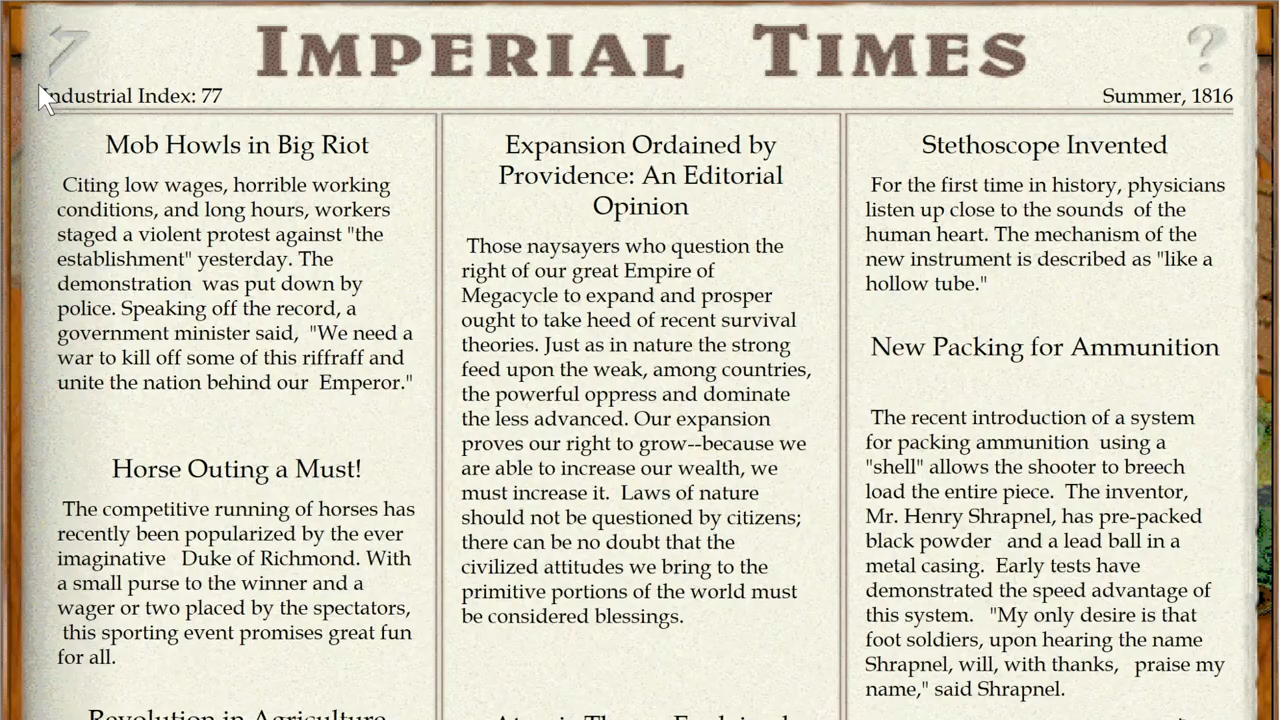 IMPERIAL TIMES
Industrial Index: 77
Summer, 1816
Mob Howls in Big Riot
Citing low wages, horrible working
conditions, and long hours, workers
staged a violent protest against "the
establishment" yesterday. The
demonstration was put down by
police. Speaking off the record, a
government minister said, "We need a
war to kill off some of this riffraff and
unite the nation behind our Emperor."
Horse Outing a Must!
The competitive running of horses has
recently been popularized by the ever
imaginative Duke of Richmond. With
a small purse to the winner and a
wager or two placed by the spectators,
this sporting event promises great fun
for all.
Revolution in Agriculture
Expansion Ordained by
Providence: An Editorial
Opinion
Those naysayers who question the
right of our great Empire of
Megacycle to expand and prosper
ought to take heed of recent survival
theories. Just as in nature the strong
feed upon the weak, among countries,
the powerful oppress and dominate
the less advanced. Our expansion
proves our right to grow--because we
are able to increase our wealth, we
must increase it. Laws of nature
should not be questioned by citizens;
there can be no doubt that the
civilized attitudes we bring to the
primitive portions of the world must
be considered blessings.
Atomic Theory Explained
Stethoscope Invented
For the first time in history, physicians
listen up close to the sounds of the
human heart. The mechanism of the
new instrument is described as "like a
hollow tube."
New Packing for Ammunition
The recent introduction of a system
for packing ammunition using a
"shell" allows the shooter to breech
load the entire piece. The inventor,
Mr. Henry Shrapnel, has pre-packed
black powder and a lead ball in a
metal casing. Early tests have
demonstrated the speed advantage of
this system. "My only desire is that
foot soldiers, upon hearing the name
Shrapnel, will, with thanks, praise my
name," said Shrapnel.